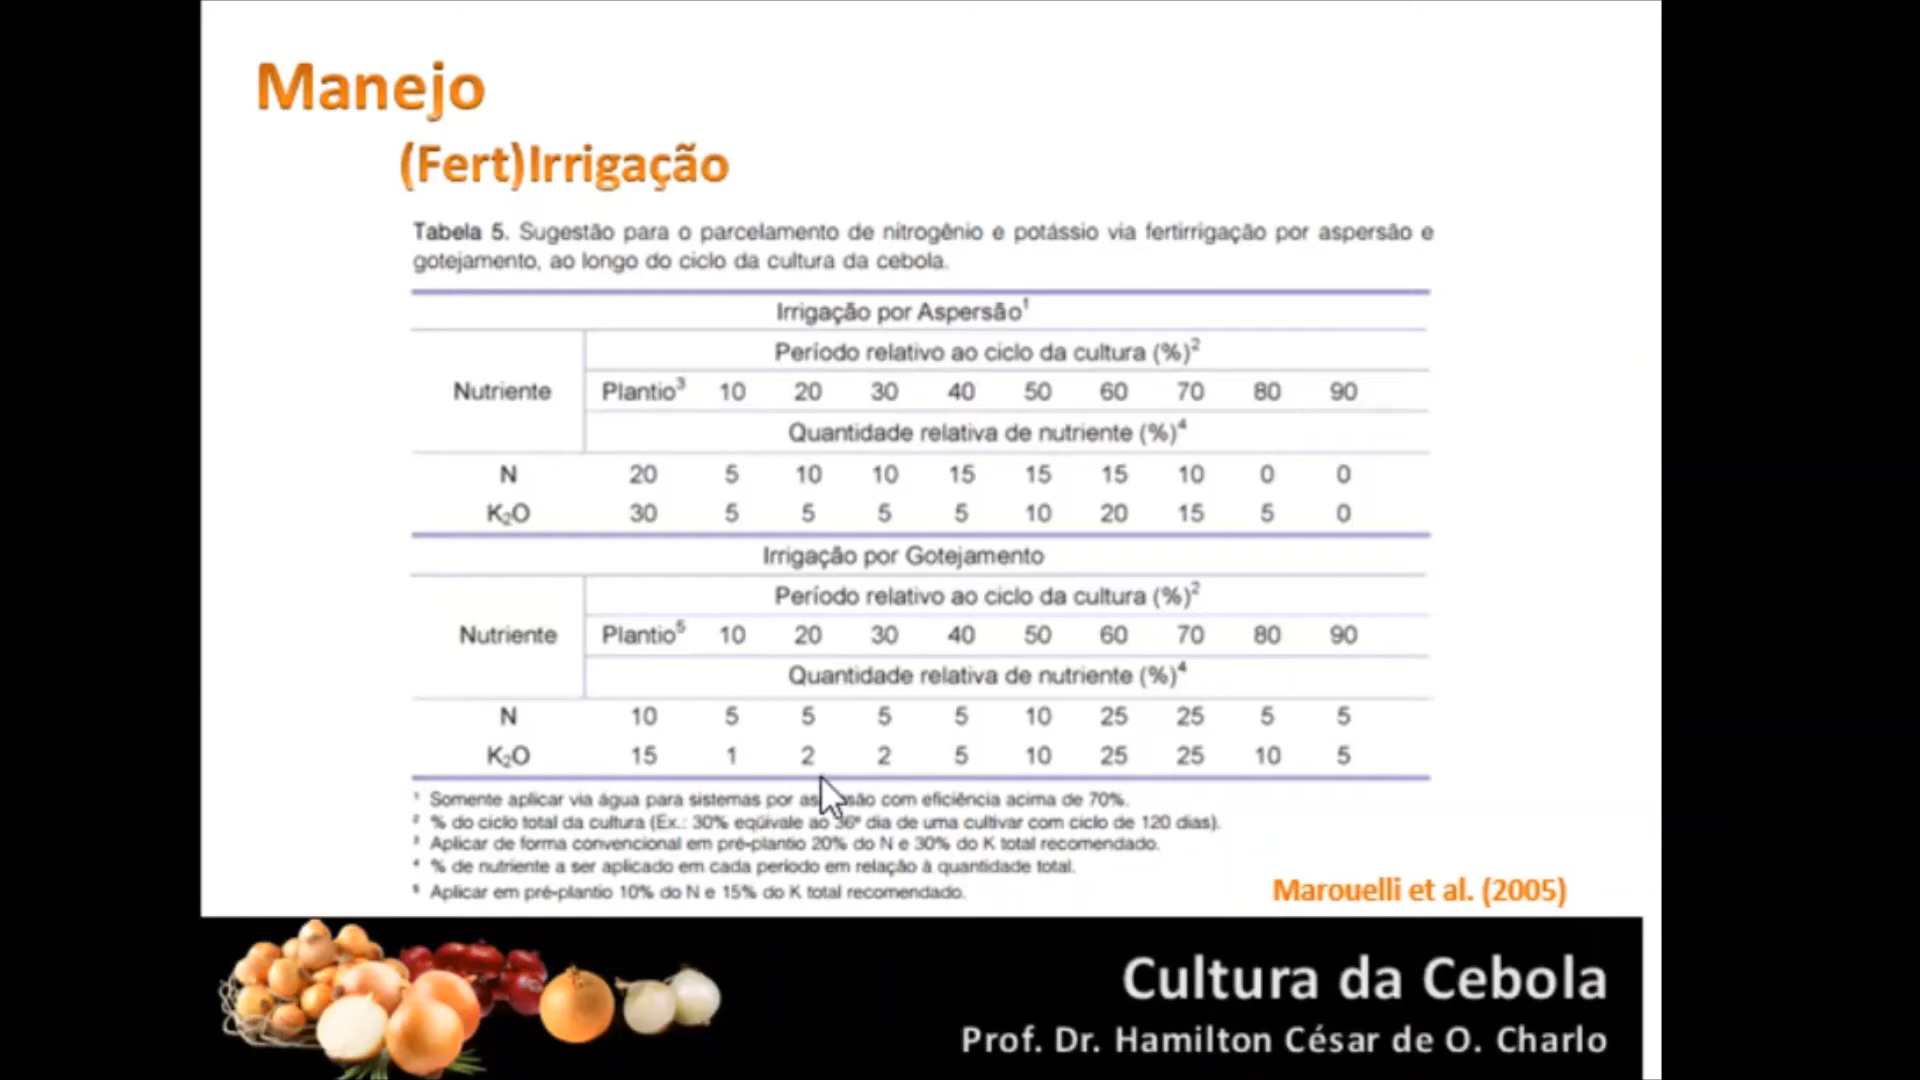 Manejo
(Fert)Irrigação
Tabela 5. Sugestão para o parcelamento de nitrogênio e potássio via fertirrigação por aspersão e
gotejamento, ao longo do ciclo da cultura da cebola.
Irrigação por Aspersão¹
Período relativo ao ciclo da cultura (%)²
Nutriente Plantio³ 10 20 30 40 50 60 70 80 90
Quantidade relativa de nutriente (%)⁴
N 20 5 10 10 15 15 15 10 0 0
K₂O 30 5 5 5 5 10 20 15 5 0
Irrigação por Gotejamento
Período relativo ao ciclo da cultura (%)²
Nutriente Plantio⁵ 10 20 30 40 50 60 70 80 90
Quantidade relativa de nutriente (%)⁴
N 10 5 5 5 5 10 25 25 5 5
K₂O 15 1 2 2 5 10 25 25 10 5
¹ Somente aplicar via água para sistemas por aspersão com eficiência acima de 70%.
² % do ciclo total da cultura (Ex.: 30% eqüivale ao 36º dia de uma cultivar com ciclo de 120 dias).
³ Aplicar de forma convencional em pré-plantio 20% do N e 30% do K total recomendado.
⁴ % de nutriente a ser aplicado em cada período em relação à quantidade total.
⁵ Aplicar em pré-plantio 10% do N e 15% do K total recomendado.
Marouelli et al. (2005)
Cultura da Cebola
Prof. Dr. Hamilton César de O. Charlo